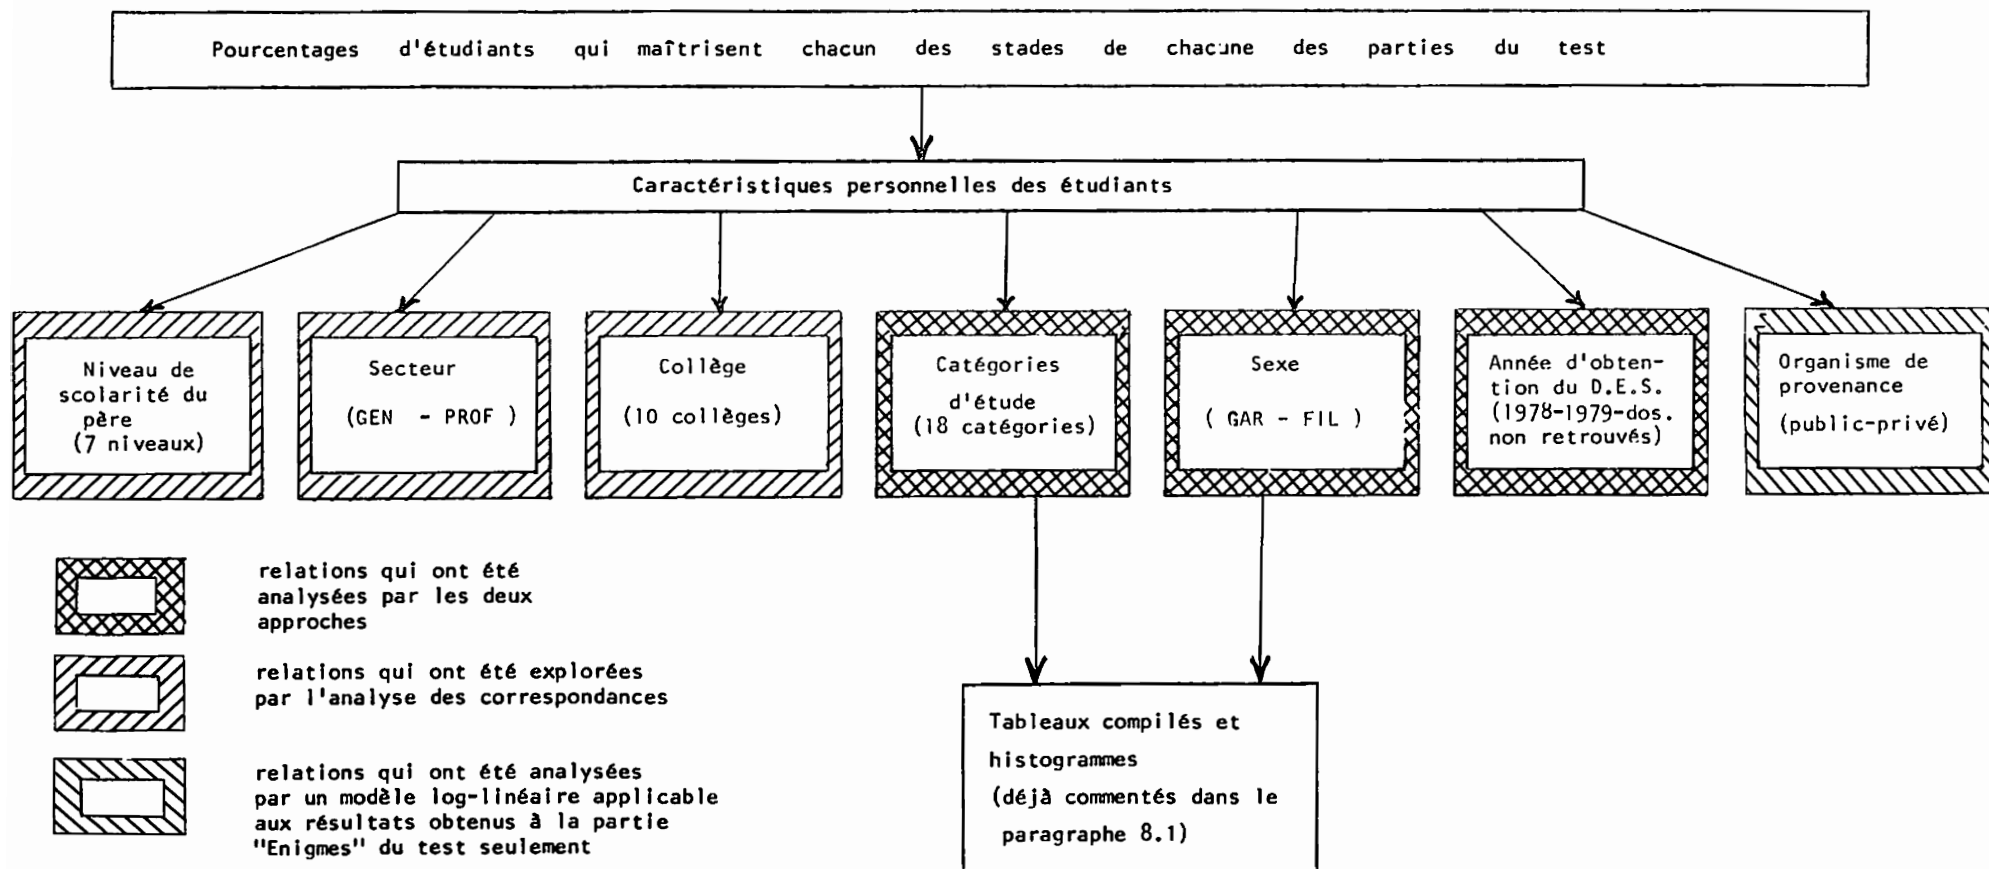 Pourcentages d'étudiants qui maîtrisent chacun des stades de chacune des parties du test
Caractéristiques personnelles des étudiants
Niveau de
scolarité du
père
(7 niveaux)
Secteur
(GEN - PROF )
Collège
(10 collèges)
Catégories
d'étude
(18 catégories)
Sexe
( GAR - FIL )
Année d'obten-
tion du D.E.S.
(1978-1979-dos.
non retrouvés)
Organisme de
provenance
(public-privé)
relations qui ont été
analysées par les deux
approches
relations qui ont été explorées
par l'analyse des correspondances
relations qui ont été analysées
par un modèle log-linéaire applicable
aux résultats obtenus à la partie
"Enigmes" du test seulement
Tableaux compilés et
histogrammes
(déjà commentés dans le
paragraphe 8.1)